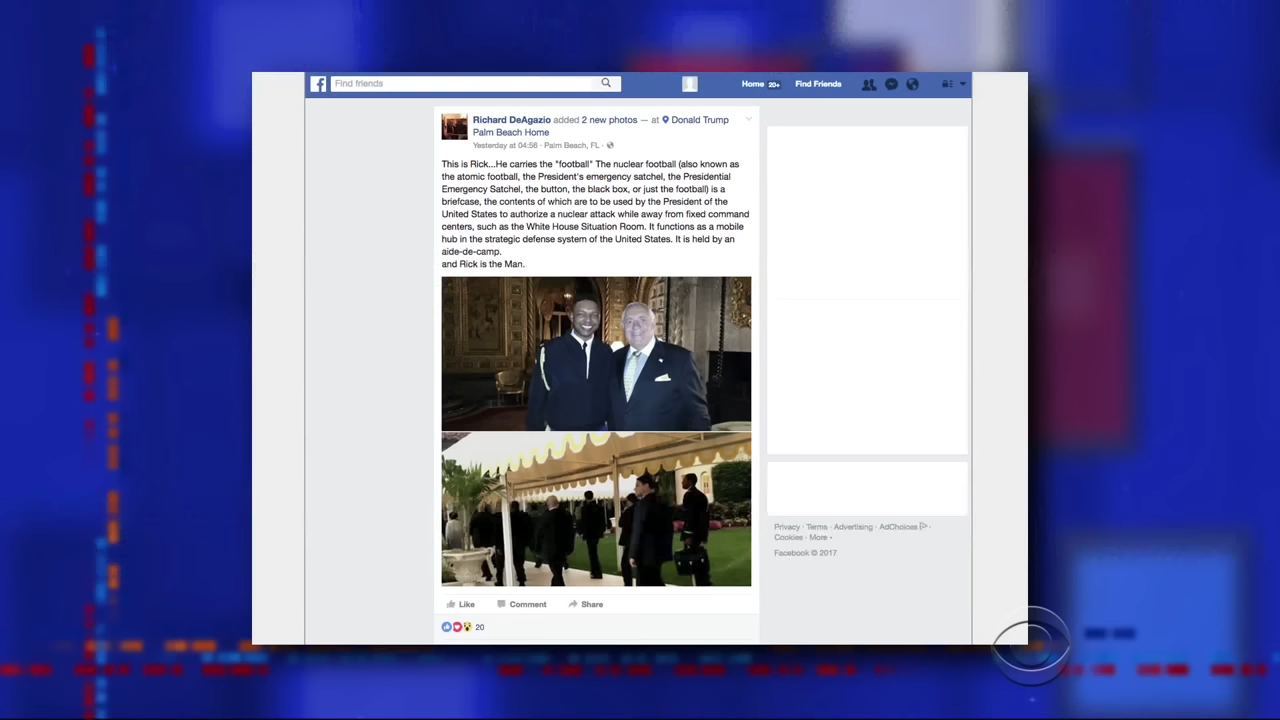 Find friends
Home 20+
Find Friends
Richard DeAgazio added 2 new photos — at Donald Trump
Palm Beach Home
Yesterday at 04:56 · Palm Beach, FL ·
This is Rick...He carries the "football" The nuclear football (also known as
the atomic football, the President's emergency satchel, the Presidential
Emergency Satchel, the button, the black box, or just the football) is a
briefcase, the contents of which are to be used by the President of the
United States to authorize a nuclear attack while away from fixed command
centers, such as the White House Situation Room. It functions as a mobile
hub in the strategic defense system of the United States. It is held by an
aide-de-camp.
and Rick is the Man.
Like Comment Share
20
Privacy · Terms · Advertising · AdChoices ·
Cookies · More
Facebook © 2017